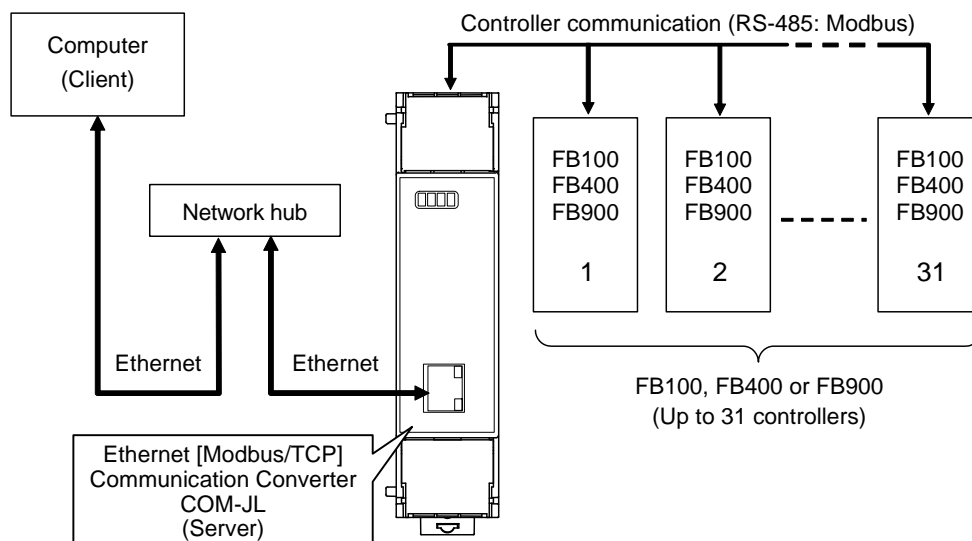 Controller communication (RS-485: Modbus)
Computer
(Client)
Network hub
Ethernet
Ethernet
Ethernet [Modbus/TCP]
Communication Converter
COM-JL
(Server)
FB100
FB400
FB900
1
FB100
FB400
FB900
2
FB100
FB400
FB900
31
FB100, FB400 or FB900
(Up to 31 controllers)